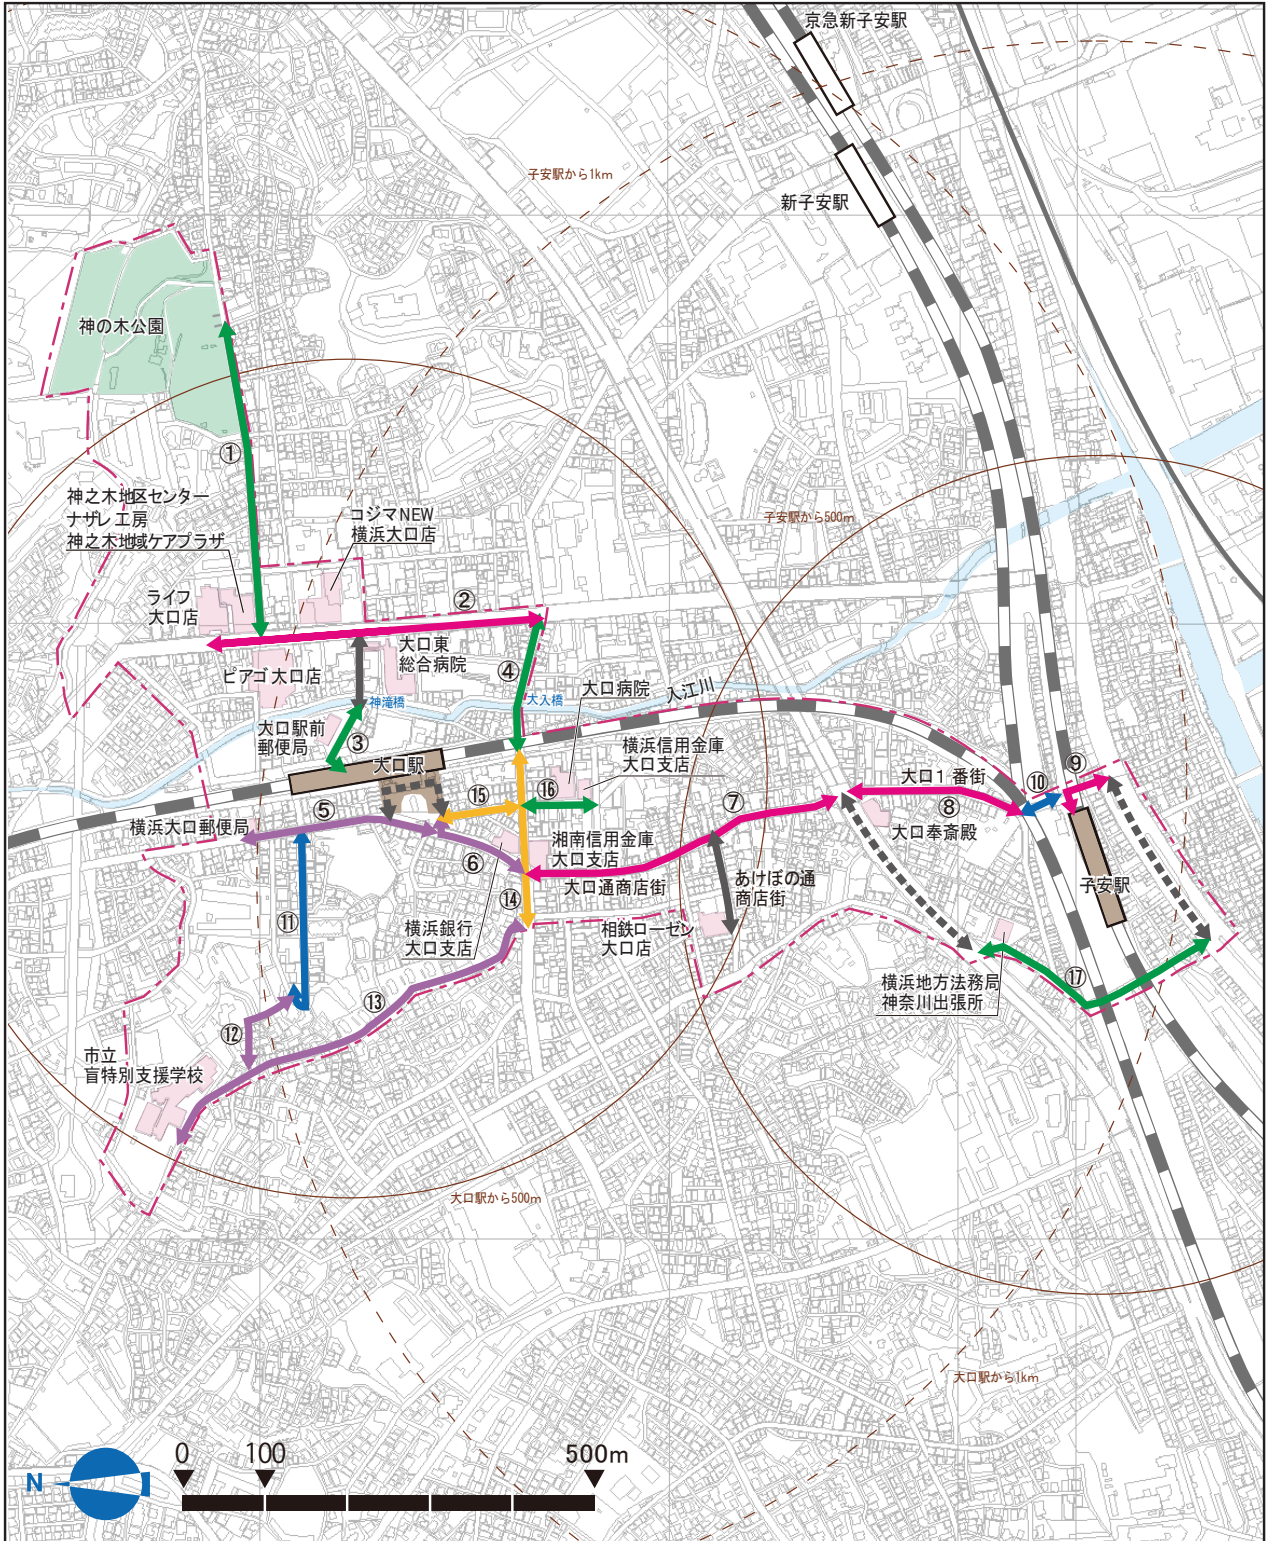 京急新子安駅
子安駅から1km
新子安駅
神の木公園
①
神之木地区センター
ナザレ工房
神之木地域ケアプラザ
コジマNEW
横浜大口店
子安駅から500m
ライフ
大口店
②
大口東
総合病院
ピアゴ大口店
④
大口病院
入江川
神滝橋
大入橋
大口駅前
郵便局
③
横浜信用金庫
大口支店
大口駅
⑯
⑮
大口1番街
⑩
⑨
⑤
⑦
⑧
横浜大口郵便局
大口奉斎殿
湘南信用金庫
大口支店
⑥
大口通商店街
あけぼの通
商店街
子安駅
⑭
⑪
横浜銀行
大口支店
相鉄ローゼン
大口店
⑬
横浜地方法務局
神奈川出張所
⑰
⑫
市立
盲特別支援学校
大口駅から500m
大口駅から1km
N
0
100
500m